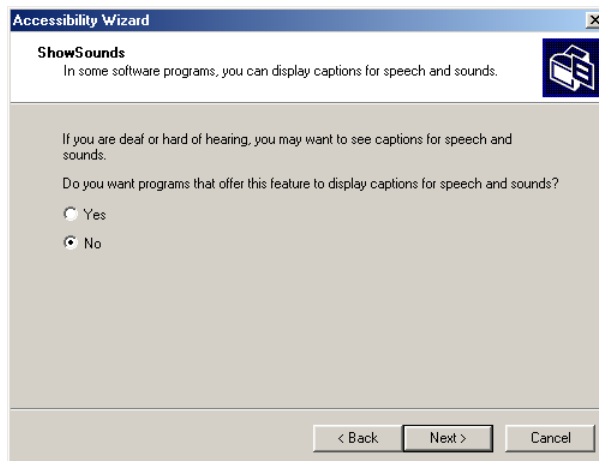 Accessibility Wizard
ShowSounds
In some software programs, you can display captions for speech and sounds.
If you are deaf or hard of hearing, you may want to see captions for speech and
sounds.
Do you want programs that offer this feature to display captions for speech and sounds?
Yes
No
< Back Next > Cancel